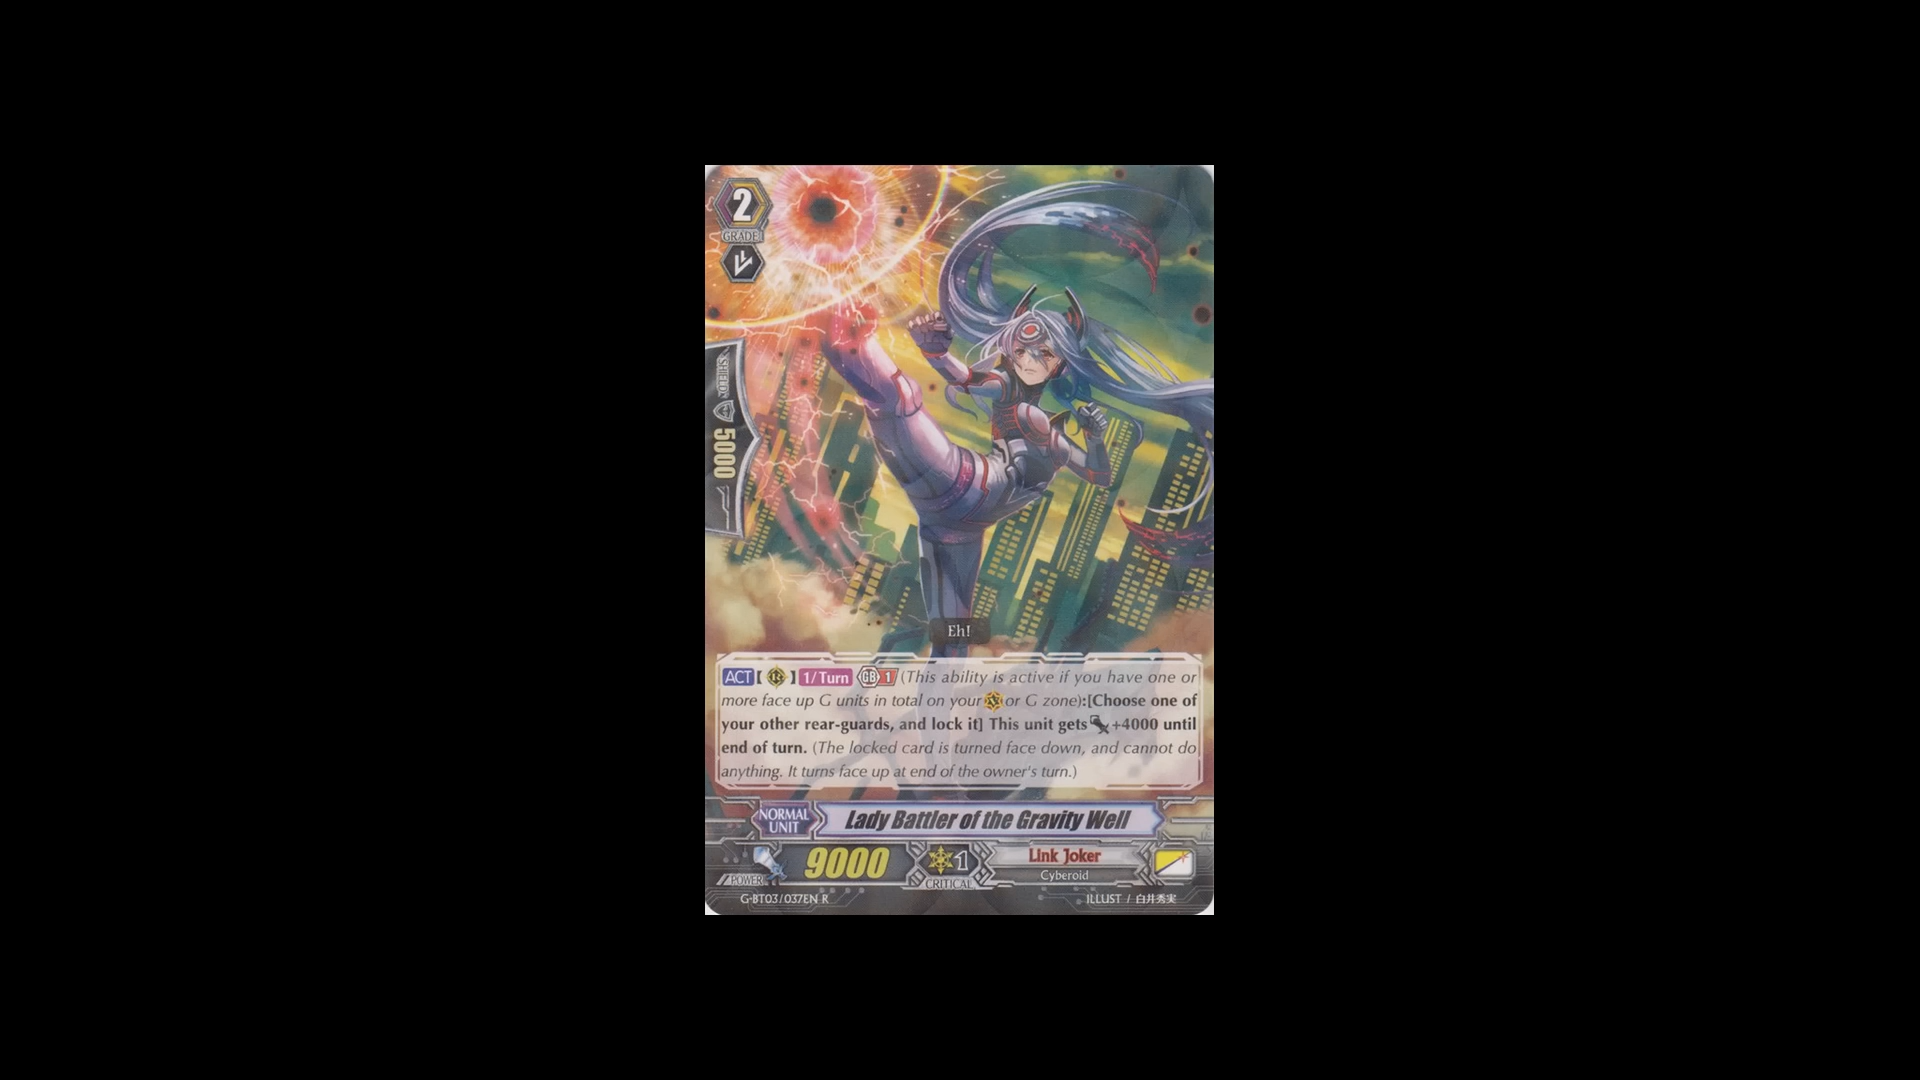 2
GRADE
SHIELD
5000
Eh!
ACT【 R 】1/Turn GB 1 (This ability is active if you have one or
more face up G units in total on your V or G zone):[Choose one of
your other rear-guards, and lock it] This unit gets +4000 until
end of turn. (The locked card is turned face down, and cannot do
anything. It turns face up at end of the owner's turn.)
NORMAL
UNIT
Lady Battler of the Gravity Well
POWER
9000
1
CRITICAL
Link Joker
Cyberoid
G-BT03/037EN R
ILLUST / 白井秀実